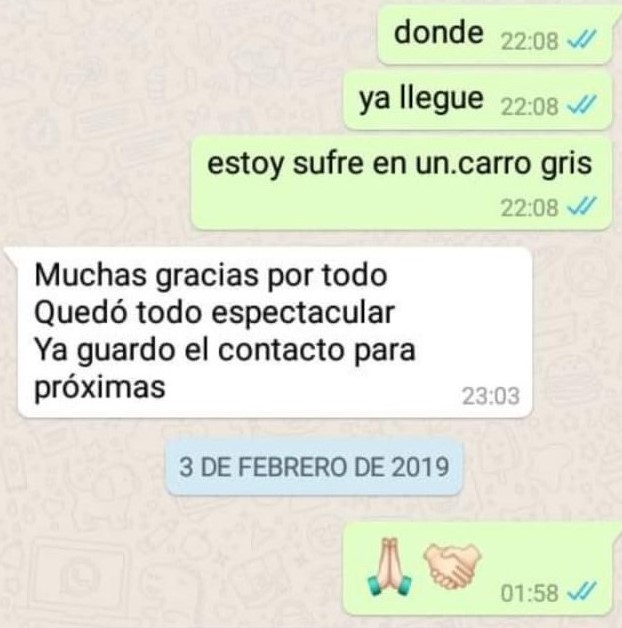 donde 22:08
ya llegue 22:08
estoy sufre en un.carro gris
22:08
Muchas gracias por todo
Quedó todo espectacular
Ya guardo el contacto para
próximas 23:03
3 DE FEBRERO DE 2019
🙏🏻🤝🏻 01:58